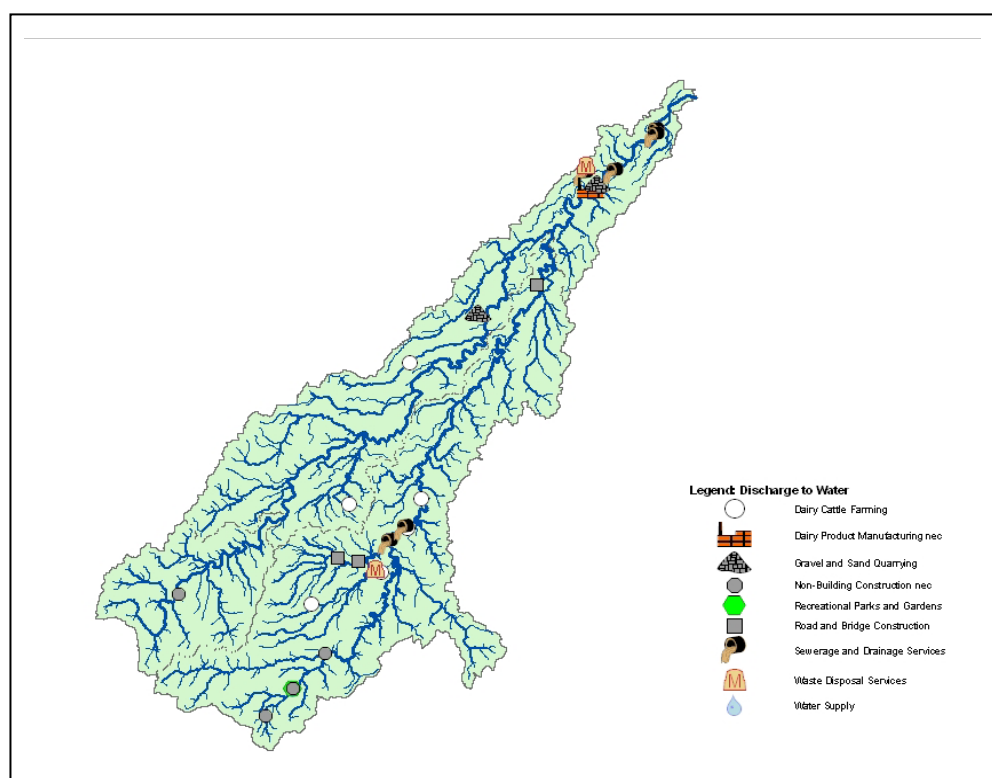 Legend: Discharge to Water
Dairy Cattle Farming
Dairy Product Manufacturing nec
Gravel and Sand Quarrying
Non-Building Construction nec
Recreational Parks and Gardens
Road and Bridge Construction
Sewerage and Drainage Services
M Waste Disposal Services
Water Supply
M
M